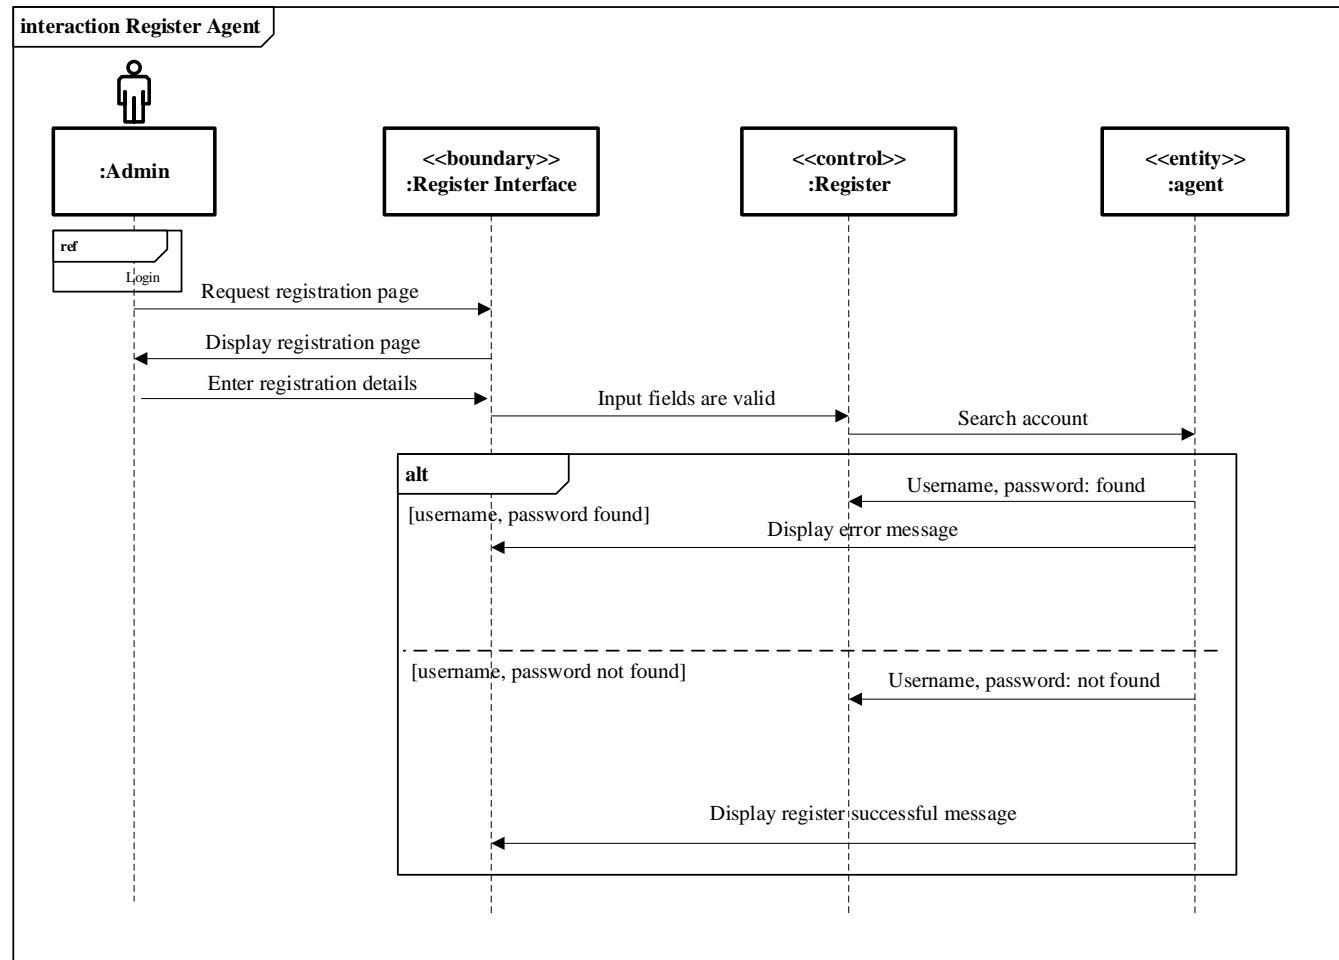 interaction Register Agent
:Admin
<<boundary>>
:Register Interface
<<control>>
:Register
<<entity>>
:agent
ref
Login
Request registration page
Display registration page
Enter registration details
Input fields are valid
Search account
alt
Username, password: found
[username, password found]
Display error message
[username, password not found]
Username, password: not found
Display register successful message